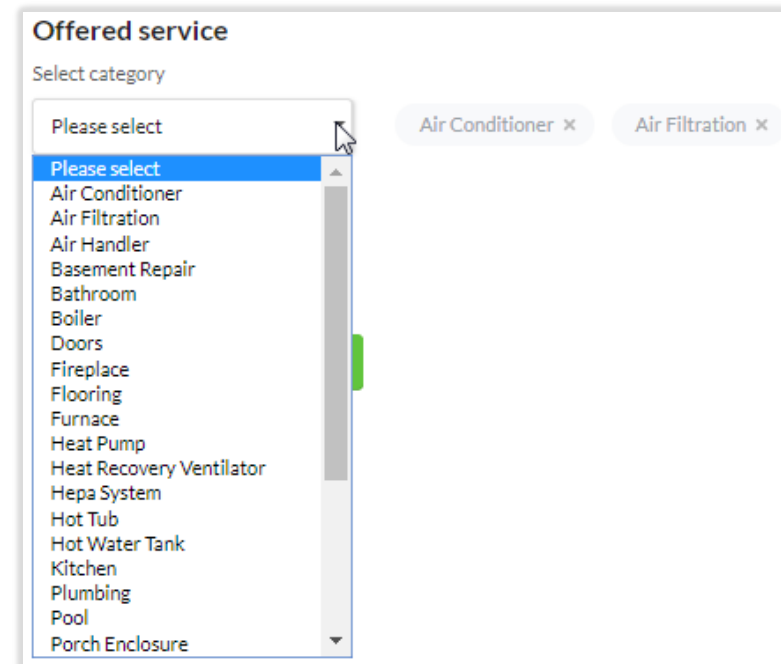 Offered service
Select category
Please select
Air Conditioner × Air Filtration ×
Please select
Air Conditioner
Air Filtration
Air Handler
Basement Repair
Bathroom
Boiler
Doors
Fireplace
Flooring
Furnace
Heat Pump
Heat Recovery Ventilator
Hepa System
Hot Tub
Hot Water Tank
Kitchen
Plumbing
Pool
Porch Enclosure